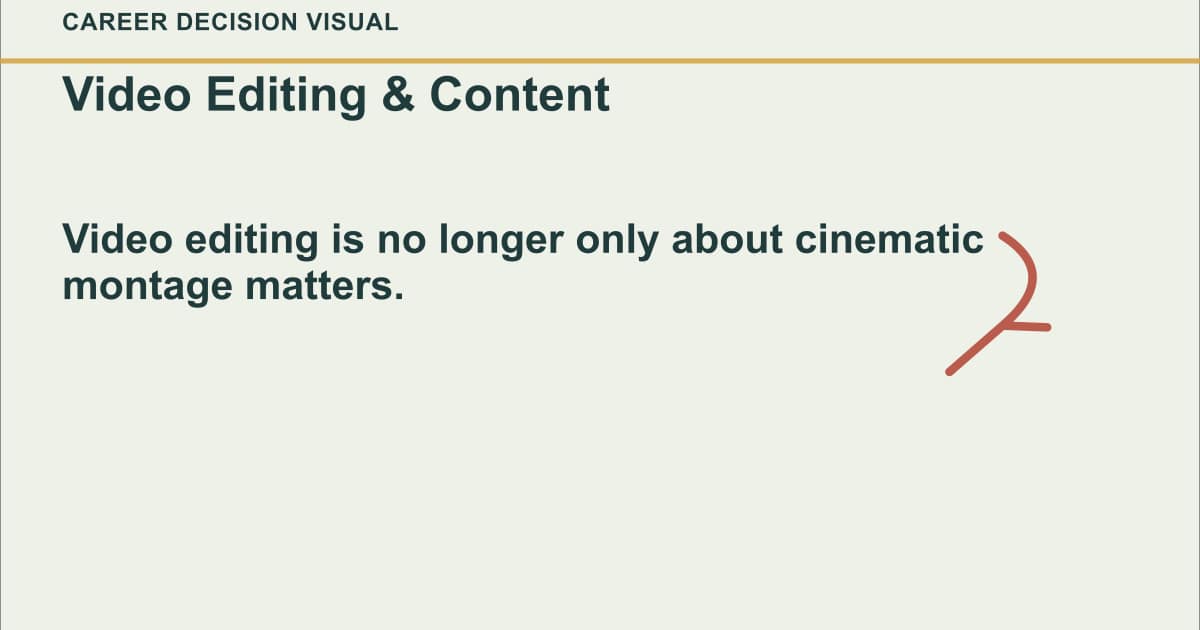 CAREER DECISION VISUAL
Video Editing & Content
Video editing is no longer only about cinematic
montage matters.